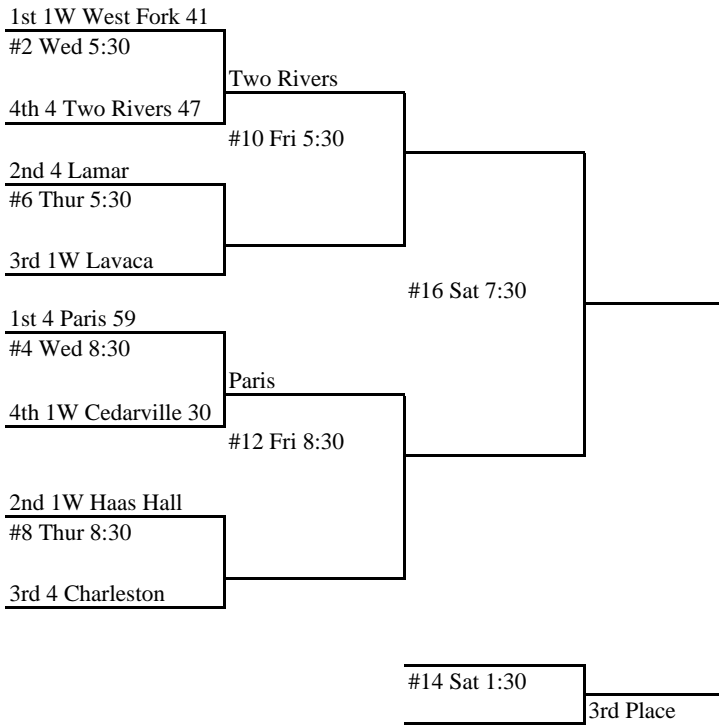 1st 1W West Fork 41
#2 Wed 5:30
4th 4 Two Rivers 47
Two Rivers
#10 Fri 5:30
2nd 4 Lamar
#6 Thur 5:30
3rd 1W Lavaca
#16 Sat 7:30
1st 4 Paris 59
#4 Wed 8:30
4th 1W Cedarville 30
Paris
#12 Fri 8:30
2nd 1W Haas Hall
#8 Thur 8:30
3rd 4 Charleston
#14 Sat 1:30
3rd Place